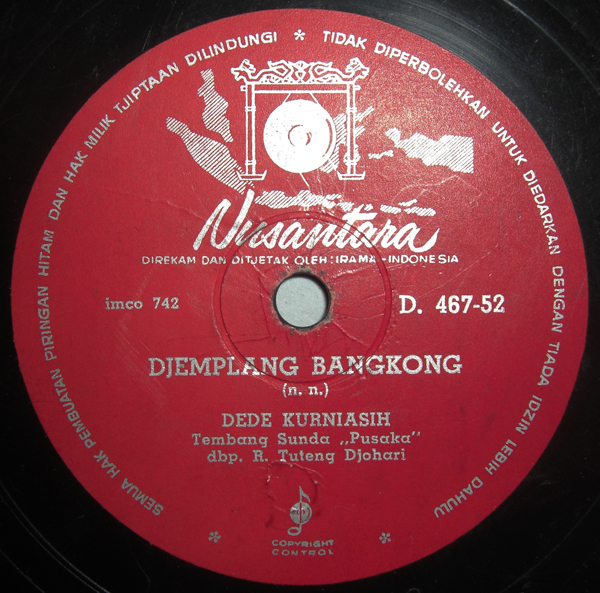 SEMUA HAK PEMBUATAN PIRINGAN HITAM DAN HAK MILIK TJIPTAAN DILINDUNGI * TIDAK DIPERBOLEHKAN UNTUK DIEDARKAN DENGAN TIADA IDZIN LEBIH DAHULU
Nusantara
DIREKAM DAN DITJETAK OLEH: IRAMA-INDONESIA
imco 742
D. 467-52
DJEMPLANG BANGKONG
(n. n.)
DEDE KURNIASIH
Tembang Sunda „Pusaka”
dbp. R. Tuteng Djohari
* *
COPYRIGHT
CONTROL